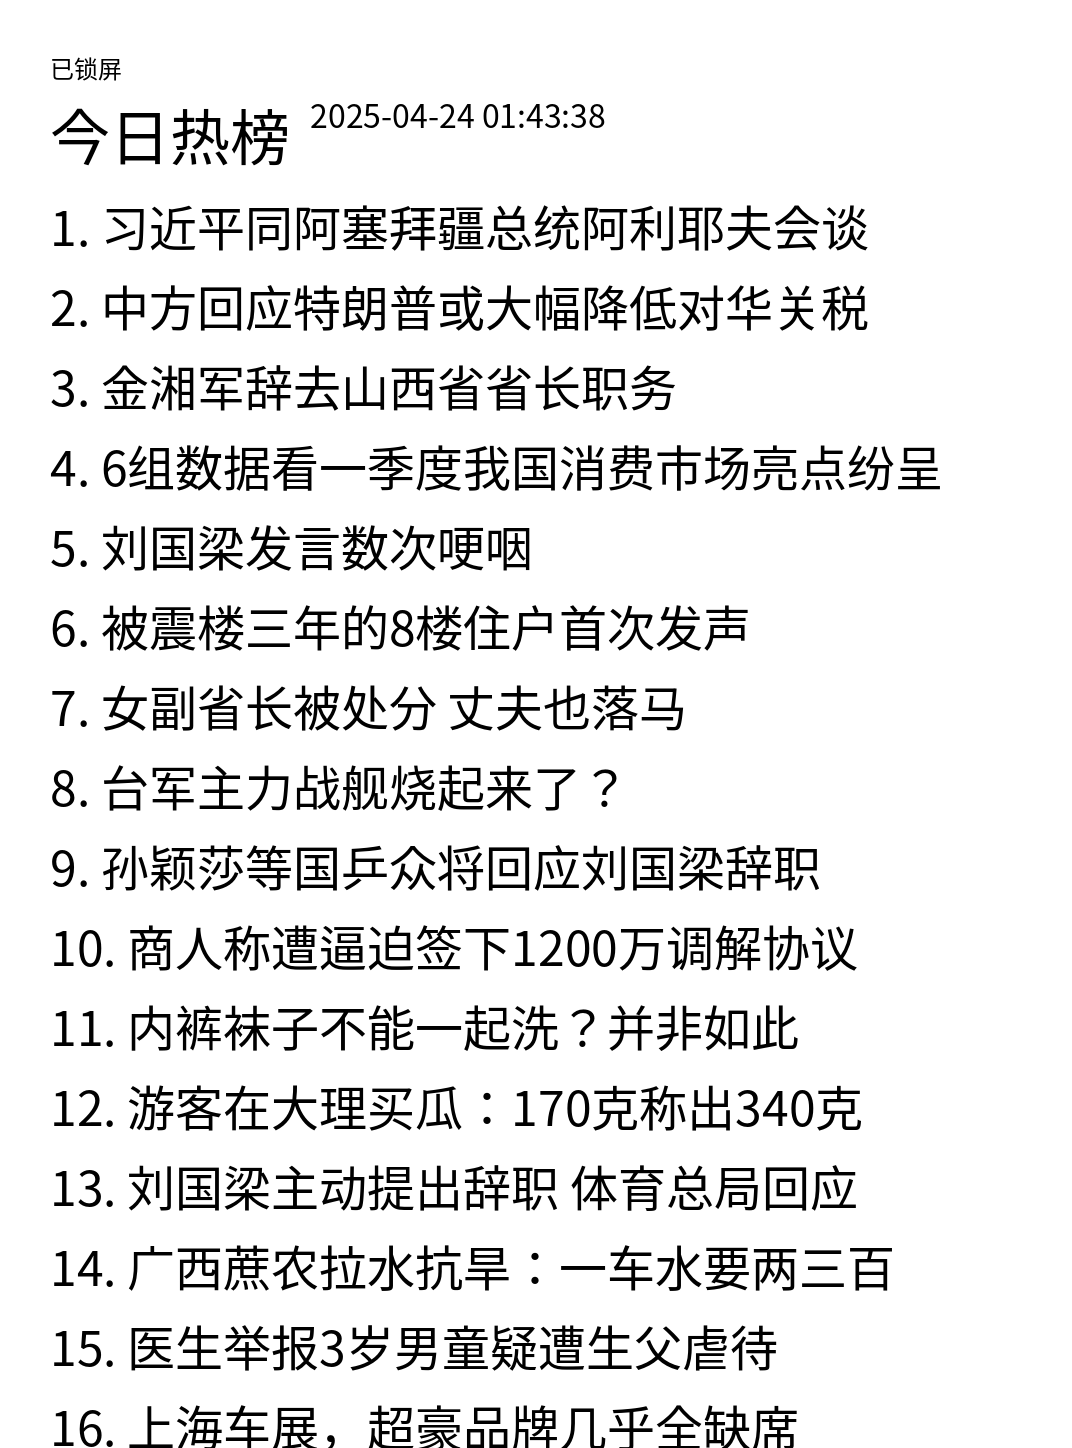 已锁屏
今日热榜 2025-04-24 01:43:38
1. 习近平同阿塞拜疆总统阿利耶夫会谈
2. 中方回应特朗普或大幅降低对华关税
3. 金湘军辞去山西省省长职务
4. 6组数据看一季度我国消费市场亮点纷呈
5. 刘国梁发言数次哽咽
6. 被震楼三年的8楼住户首次发声
7. 女副省长被处分 丈夫也落马
8. 台军主力战舰烧起来了？
9. 孙颖莎等国乒众将回应刘国梁辞职
10. 商人称遭逼迫签下1200万调解协议
11. 内裤袜子不能一起洗？并非如此
12. 游客在大理买瓜：170克称出340克
13. 刘国梁主动提出辞职 体育总局回应
14. 广西蔗农拉水抗旱：一车水要两三百
15. 医生举报3岁男童疑遭生父虐待
16. 上海车展，超豪品牌几乎全缺席